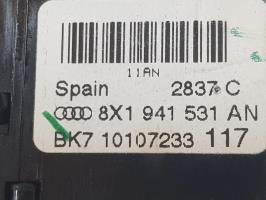 11AN
Spain 2837 C
8X1 941 531 AN
BK7 10107233 117